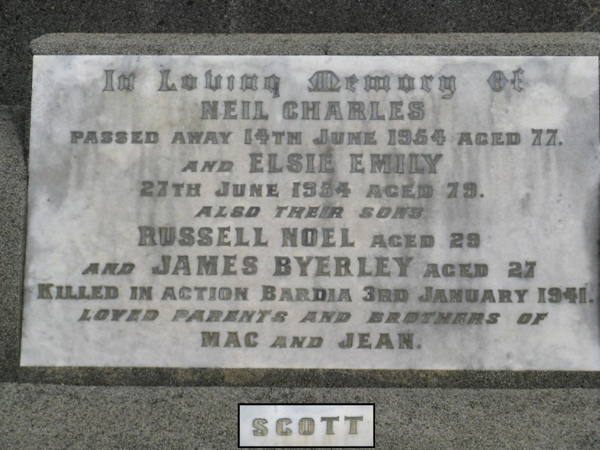 In Loving Memory Of
NEIL CHARLES
PASSED AWAY 14TH JUNE 1954 AGED 77.
AND ELSIE EMILY
27TH JUNE 1954 AGED 79.
ALSO THEIR SONS
RUSSELL NOEL AGED 29
AND JAMES BYERLEY AGED 27
KILLED IN ACTION BARDIA 3RD JANUARY 1941.
LOVED PARENTS AND BROTHERS OF
MAC AND JEAN.
SCOTT